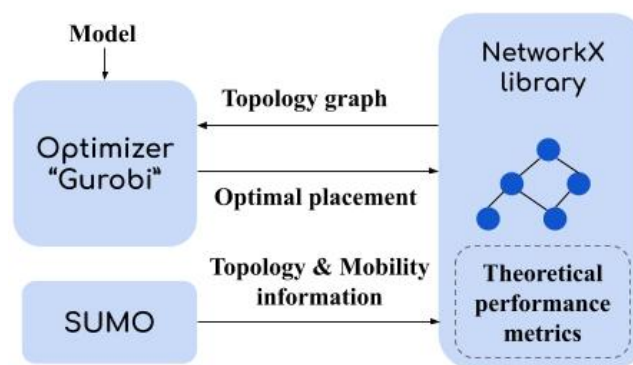 Model
Optimizer
“Gurobi“
Topology graph
Optimal placement
NetworkX
library
SUMO
Topology & Mobility
information
Theoretical
performance
metrics